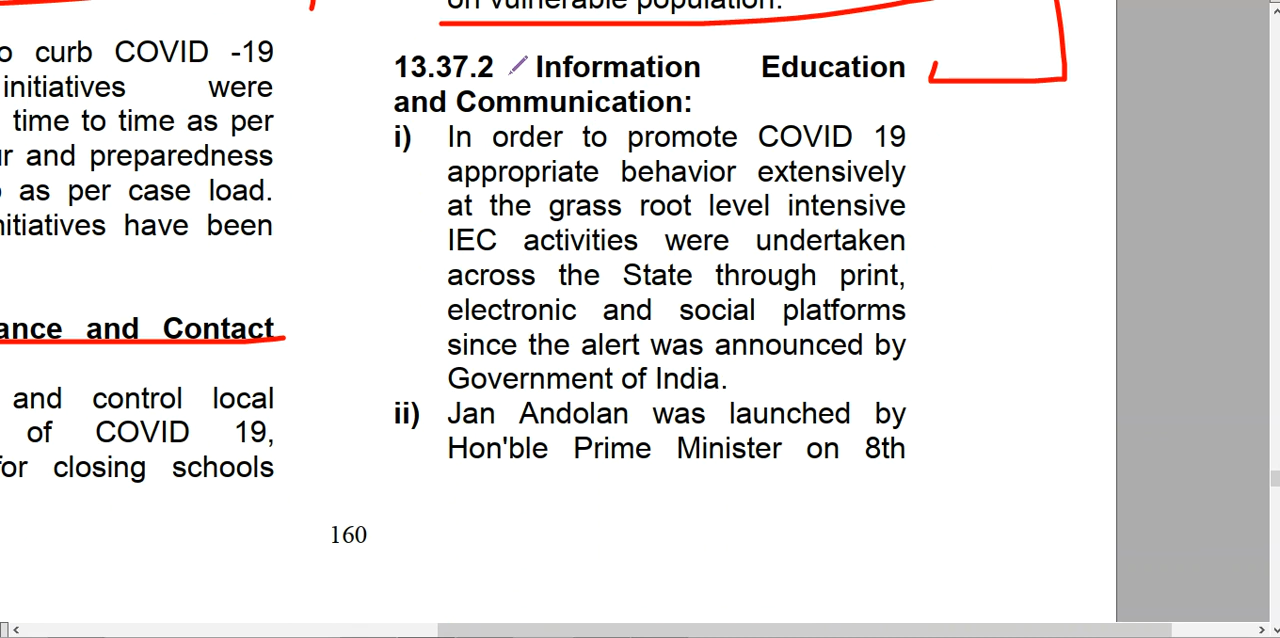 o curb COVID -19
initiatives were
time to time as per
and preparedness
as per case load.
nitiatives have been
ance and Contact
and control local
of COVID 19,
for closing schools
on vulnerable population.
13.37.2 Information Education
and Communication:
i) In order to promote COVID 19
appropriate behavior extensively
at the grass root level intensive
IEC activities were undertaken
across the State through print,
electronic and social platforms
since the alert was announced by
Government of India.
ii) Jan Andolan was launched by
Hon'ble Prime Minister on 8th
160